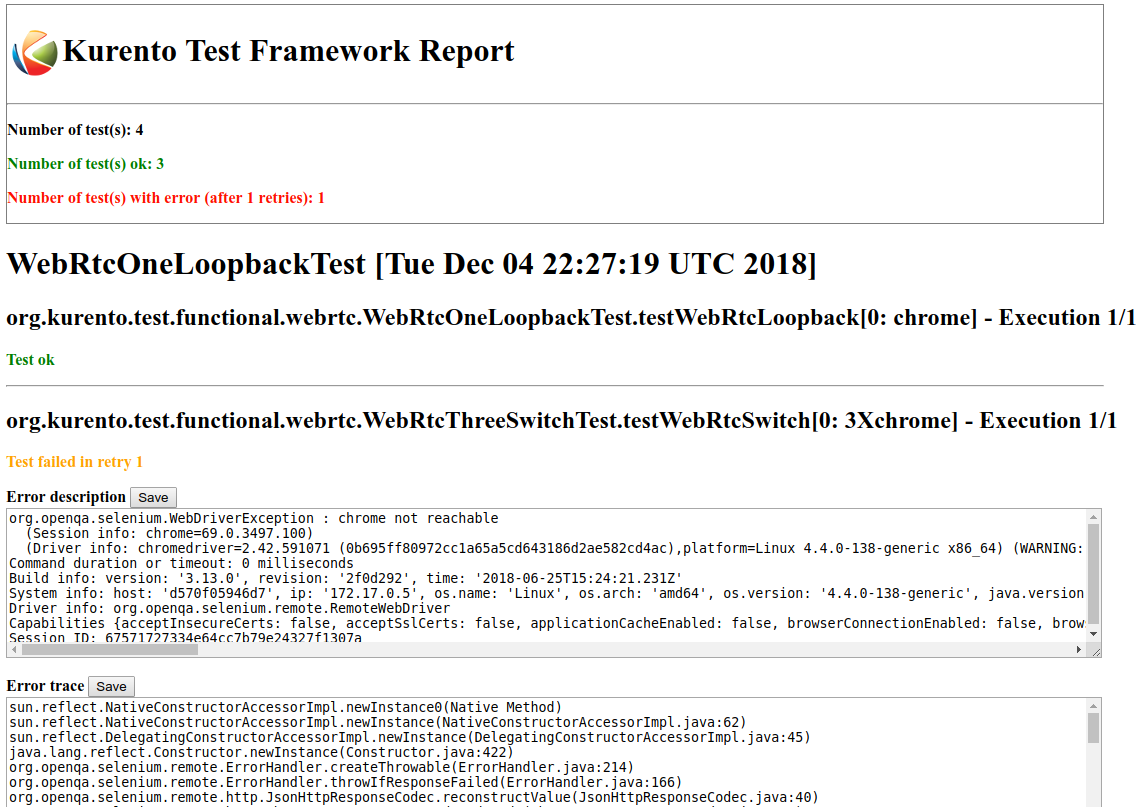 Kurento Test Framework Report
Number of test(s): 4
Number of test(s) ok: 3
Number of test(s) with error (after 1 retries): 1
WebRtcOneLoopbackTest [Tue Dec 04 22:27:19 UTC 2018]
org.kurento.test.functional.webrtc.WebRtcOneLoopbackTest.testWebRtcLoopback[0: chrome] - Execution 1/1
Test ok
org.kurento.test.functional.webrtc.WebRtcThreeSwitchTest.testWebRtcSwitch[0: 3Xchrome] - Execution 1/1
Test failed in retry 1
Error description Save
org.openqa.selenium.WebDriverException : chrome not reachable
(Session info: chrome=69.0.3497.100)
(Driver info: chromedriver=2.42.591071 (0b695ff80972cc1a65a5cd643186d2ae582cd4ac),platform=Linux 4.4.0-138-generic x86_64) (WARNING:
Command duration or timeout: 0 milliseconds
Build info: version: '3.13.0', revision: '2f0d292', time: '2018-06-25T15:24:21.231Z'
System info: host: 'd570f05946d7', ip: '172.17.0.5', os.name: 'Linux', os.arch: 'amd64', os.version: '4.4.0-138-generic', java.version
Driver info: org.openqa.selenium.remote.RemoteWebDriver
Capabilities {acceptInsecureCerts: false, acceptSslCerts: false, applicationCacheEnabled: false, browserConnectionEnabled: false, brow
Session ID: 67571727334e64cc7b79e24327f1307a
Error trace Save
sun.reflect.NativeConstructorAccessorImpl.newInstance0(Native Method)
sun.reflect.NativeConstructorAccessorImpl.newInstance(NativeConstructorAccessorImpl.java:62)
sun.reflect.DelegatingConstructorAccessorImpl.newInstance(DelegatingConstructorAccessorImpl.java:45)
java.lang.reflect.Constructor.newInstance(Constructor.java:422)
org.openqa.selenium.remote.ErrorHandler.createThrowable(ErrorHandler.java:214)
org.openqa.selenium.remote.ErrorHandler.throwIfResponseFailed(ErrorHandler.java:166)
org.openqa.selenium.remote.http.JsonHttpResponseCodec.reconstructValue(JsonHttpResponseCodec.java:40)